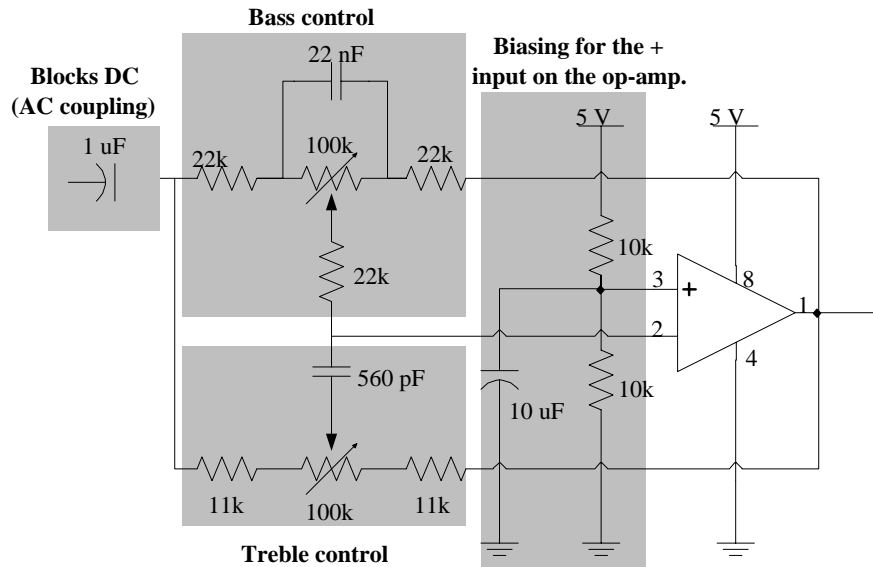 Bass control
22 nF
Biasing for the +
input on the op-amp.
Blocks DC
(AC coupling)
5 V
5 V
1 uF
22k
100k
22k
10k
22k
3
+
8
1
2
4
560 pF
10 uF
10k
11k
100k
11k
Treble control